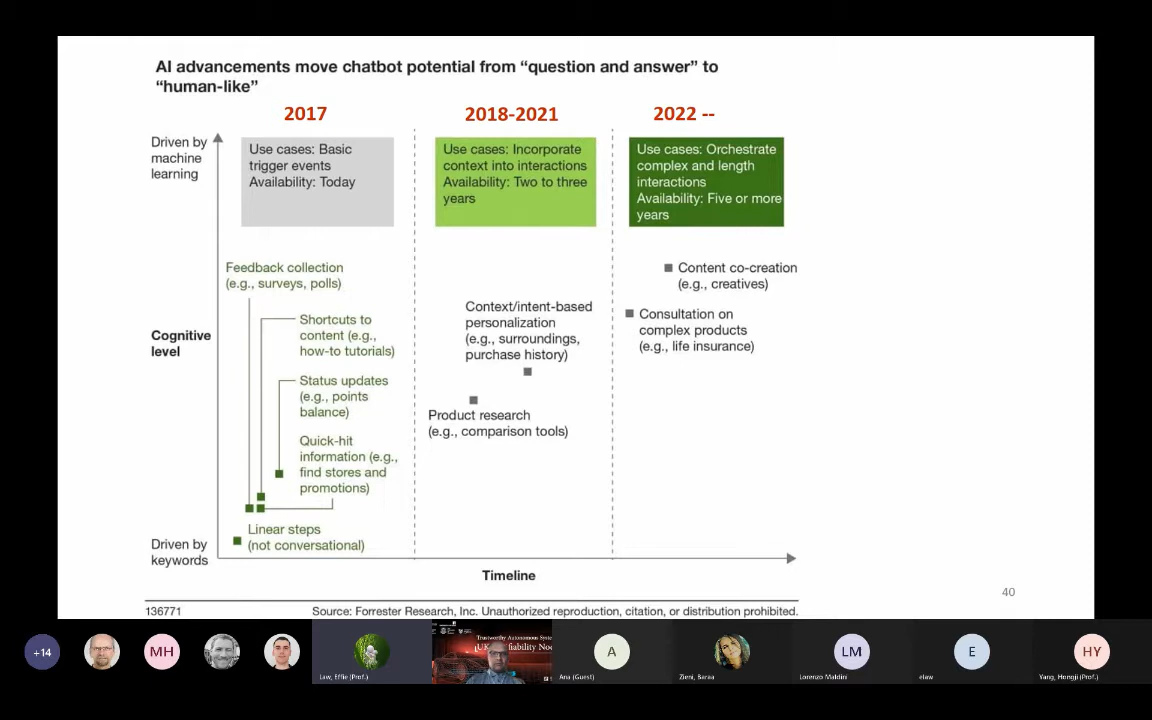 AI advancements move chatbot potential from “question and answer” to
“human-like”
2017
2018-2021
2022 --
Driven by
machine
learning
Use cases: Basic
trigger events
Availability: Today
Use cases: Incorporate
context into interactions
Availability: Two to three
years
Use cases: Orchestrate
complex and length
interactions
Availability: Five or more
years
Feedback collection
(e.g., surveys, polls)
Shortcuts to
content (e.g.,
how-to tutorials)
Status updates
(e.g., points
balance)
Quick-hit
information (e.g.,
find stores and
promotions)
Linear steps
(not conversational)
Context/intent-based
personalization
(e.g., surroundings,
purchase history)
Product research
(e.g., comparison tools)
Content co-creation
(e.g., creatives)
Consultation on
complex products
(e.g., life insurance)
Cognitive
level
Driven by
keywords
Timeline
136771
Source: Forrester Research, Inc. Unauthorized reproduction, citation, or distribution prohibited.
40
+14
MH
Law, Effie (Prof.)
Trustworthy Autonomous Syste
A
Ana (Guest)
Zieni, Baraa
LM
Lorenzo Maldini
E
elaw
HY
Yang, Hongji (Prof.)